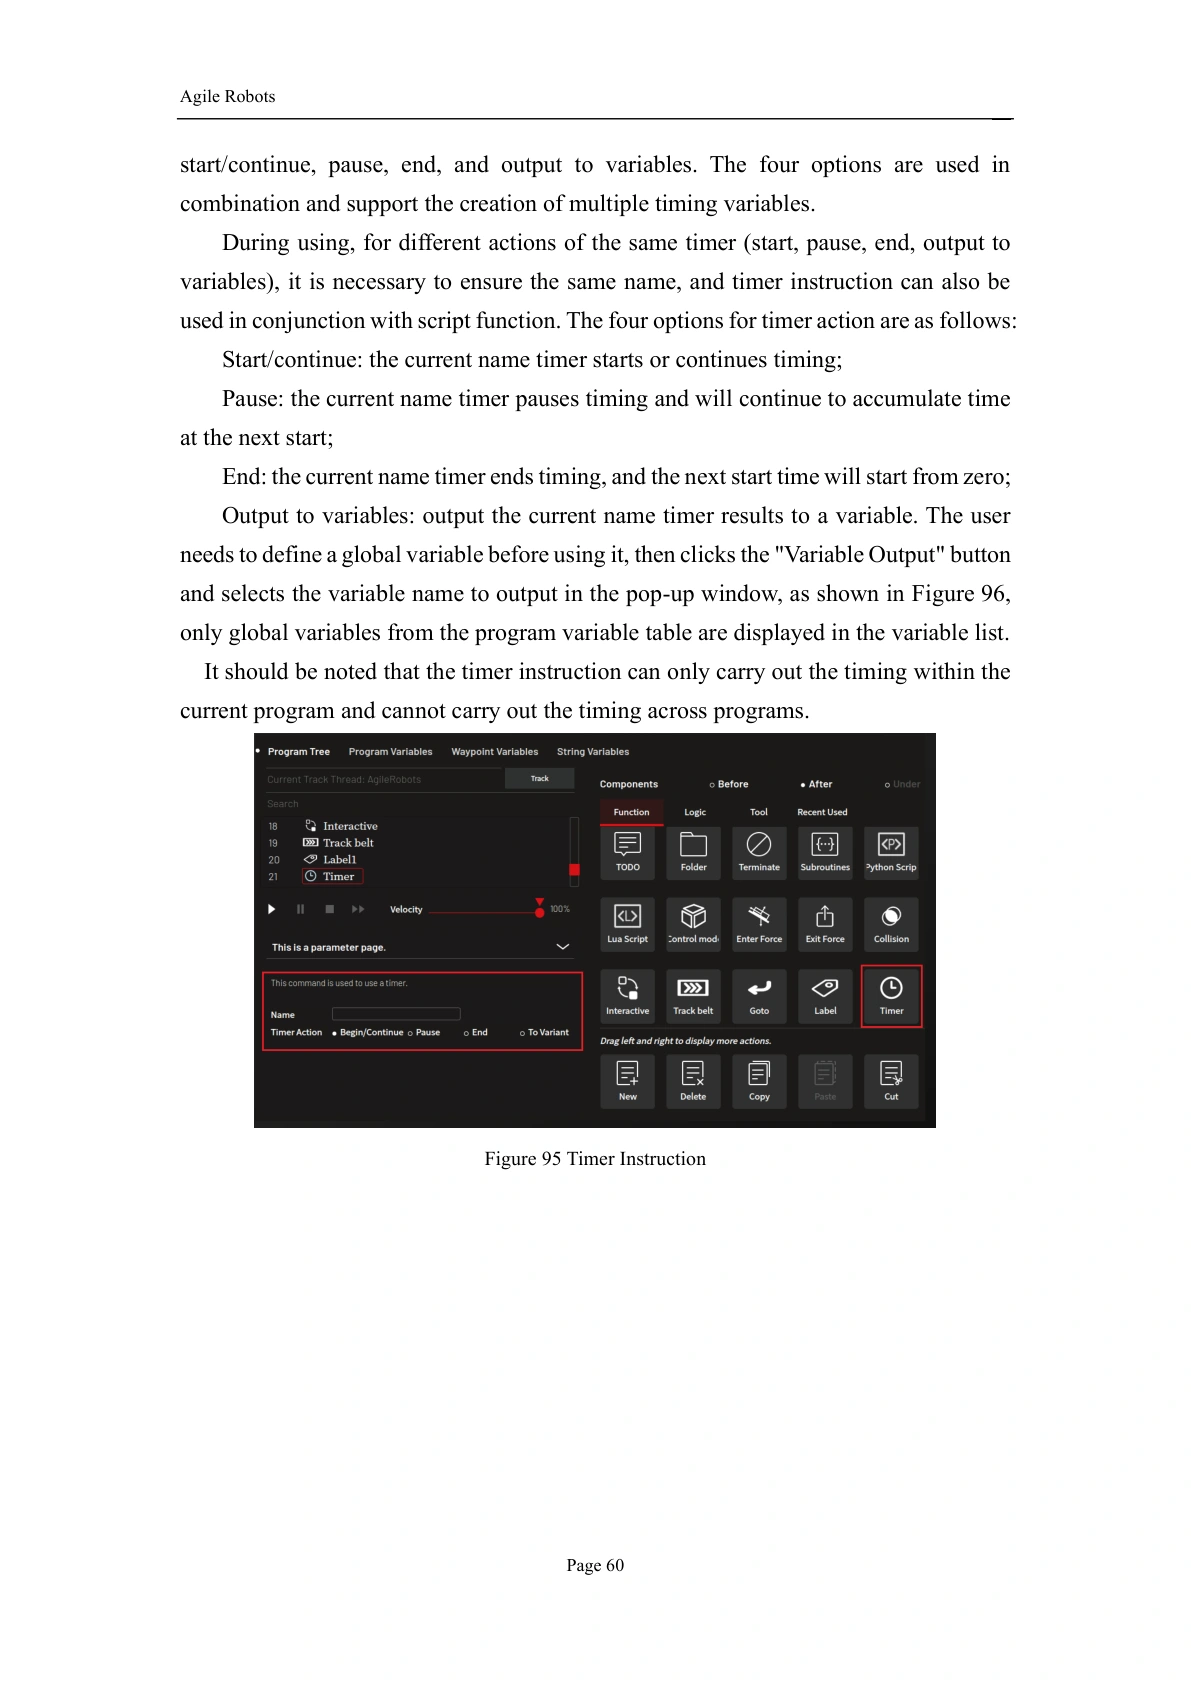 Agile Robots
start/continue, pause, end, and output to variables. The four options are used in
combination and support the creation of multiple timing variables.
During using, for different actions of the same timer (start, pause, end, output to
variables), it is necessary to ensure the same name, and timer instruction can also be
used in conjunction with script function. The four options for timer action are as follows:
Start/continue: the current name timer starts or continues timing;
Pause: the current name timer pauses timing and will continue to accumulate time
at the next start;
End: the current name timer ends timing, and the next start time will start from zero;
Output to variables: output the current name timer results to a variable. The user
needs to define a global variable before using it, then clicks the "Variable Output" button
and selects the variable name to output in the pop-up window, as shown in Figure 96,
only global variables from the program variable table are displayed in the variable list.
It should be noted that the timer instruction can only carry out the timing within the
current program and cannot carry out the timing across programs.
Program Tree Program Variables Waypoint Variables String Variables
Current Track Thread: AgileRobots Track
Search
18 Interactive
19 Track belt
20 Label1
21 Timer
Velocity 100%
This is a parameter page.
This command is used to use a timer.
Name
Timer Action Begin/Continue Pause End To Variant
Components Before After Under
Function Logic Tool Recent Used
TODO Folder Terminate Subroutines Python Scrip
Lua Script Control mod Enter Force Exit Force Collision
Interactive Track belt Goto Label Timer
Drag left and right to display more actions.
New Delete Copy Paste Cut
Figure 95 Timer Instruction
Page 60